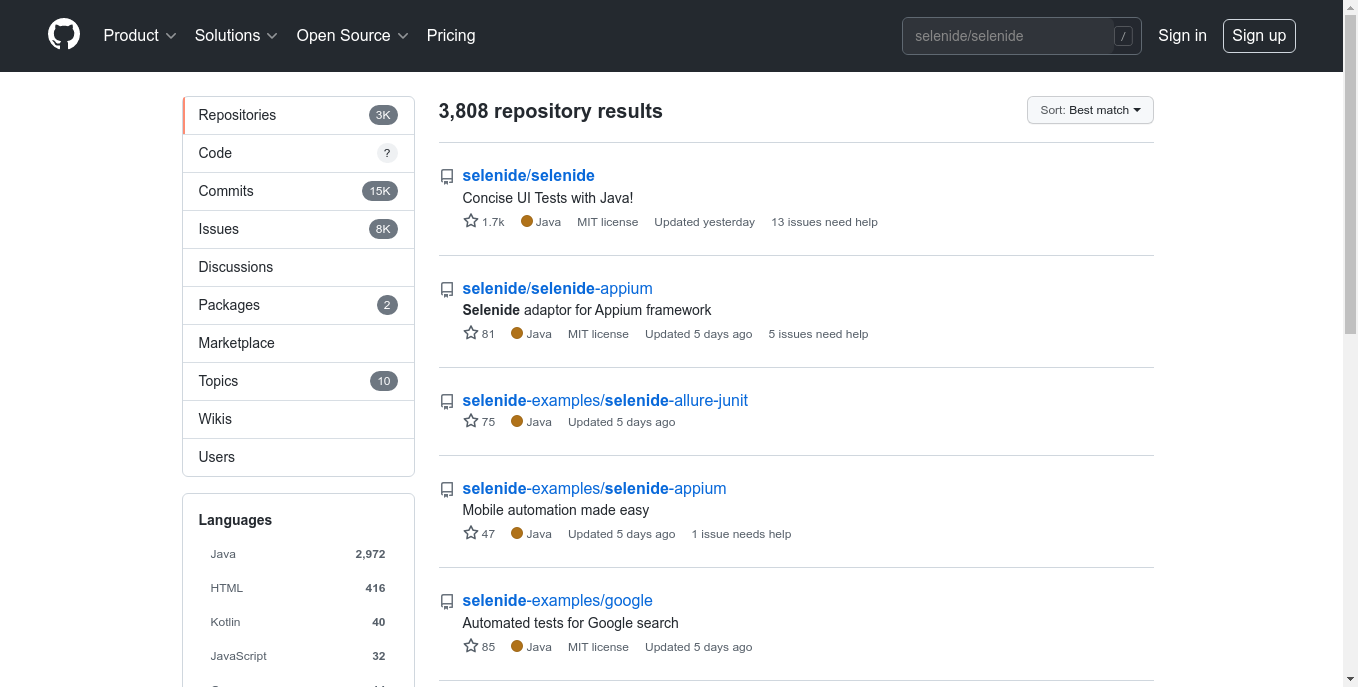 Product Solutions Open Source Pricing selenide/selenide / Sign in Sign up
Repositories 3K
Code ?
Commits 15K
Issues 8K
Discussions
Packages 2
Marketplace
Topics 10
Wikis
Users
Languages
Java 2,972
HTML 416
Kotlin 40
JavaScript 32
3,808 repository results
Sort: Best match
selenide/selenide
Concise UI Tests with Java!
1.7k Java MIT license Updated yesterday 13 issues need help
selenide/selenide-appium
Selenide adaptor for Appium framework
81 Java MIT license Updated 5 days ago 5 issues need help
selenide-examples/selenide-allure-junit
75 Java Updated 5 days ago
selenide-examples/selenide-appium
Mobile automation made easy
47 Java Updated 5 days ago 1 issue needs help
selenide-examples/google
Automated tests for Google search
85 Java MIT license Updated 5 days ago